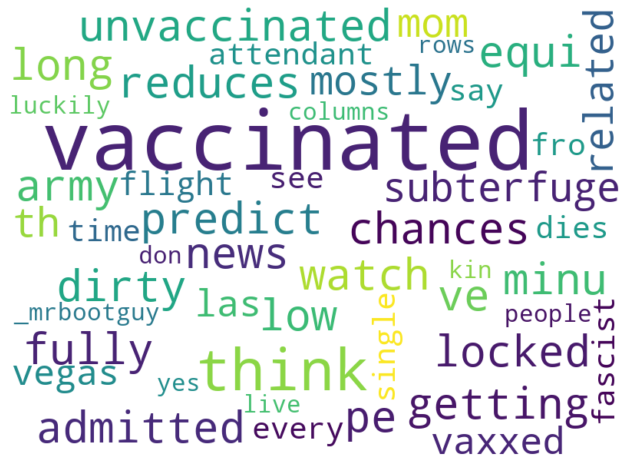 unvaccinated mom
attendant rows
long equi
related
reduces mostly say
luckily columns
vaccinated
fro
army flight see subterfuge
th time predict chances dies
don news
dirty watch kin minu
las low ve
_mrbootguy people
single
fascist
fully think locked
vegas yes
live getting
admitted every pe vaxxed